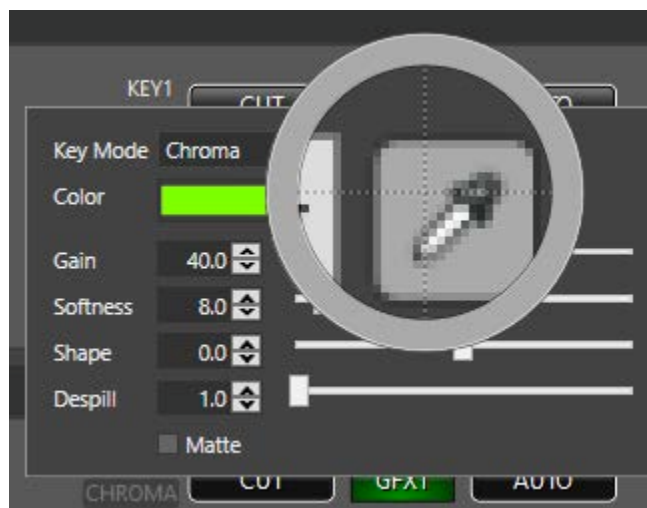 KEY1
CUT
Key Mode Chroma
Color
Gain 40.0
Softness 8.0
Shape 0.0
Despill 1.0
Matte
CHROMA CUT GFX1 AUTO